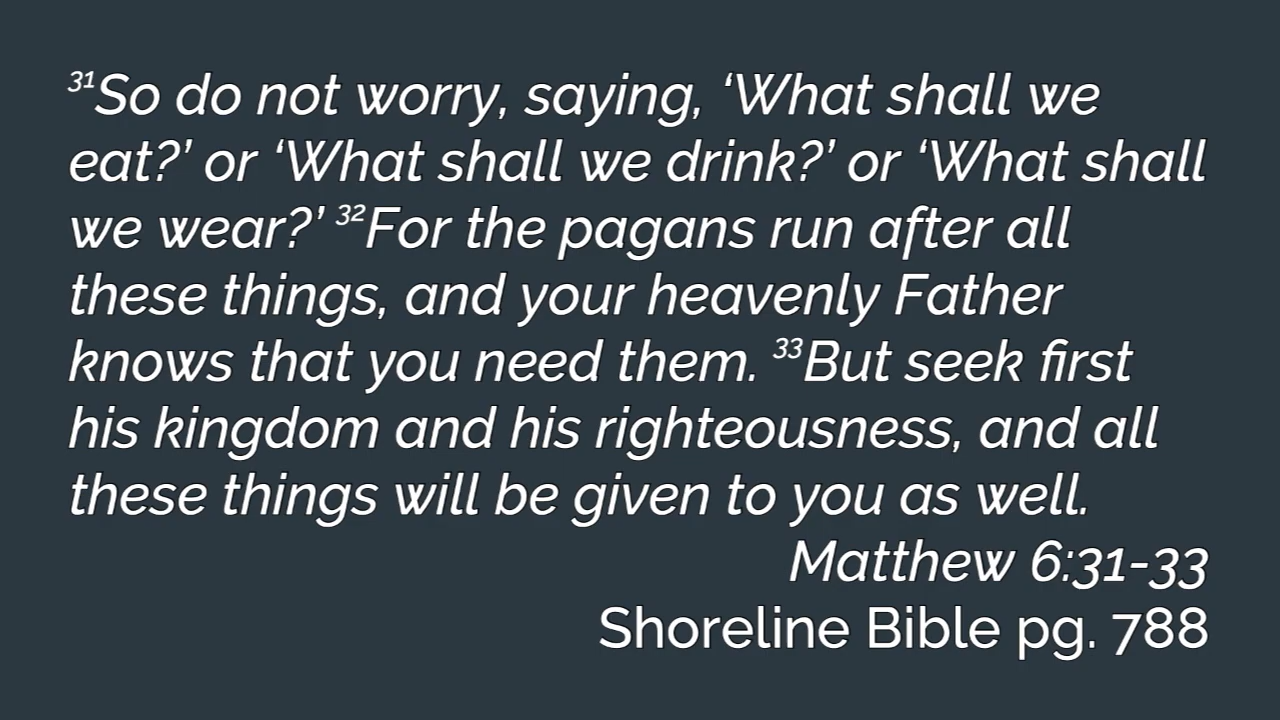 ³¹So do not worry, saying, ‘What shall we
eat?’ or ‘What shall we drink?’ or ‘What shall
we wear?’ ³²For the pagans run after all
these things, and your heavenly Father
knows that you need them. ³³But seek first
his kingdom and his righteousness, and all
these things will be given to you as well.
Matthew 6:31-33
Shoreline Bible pg. 788